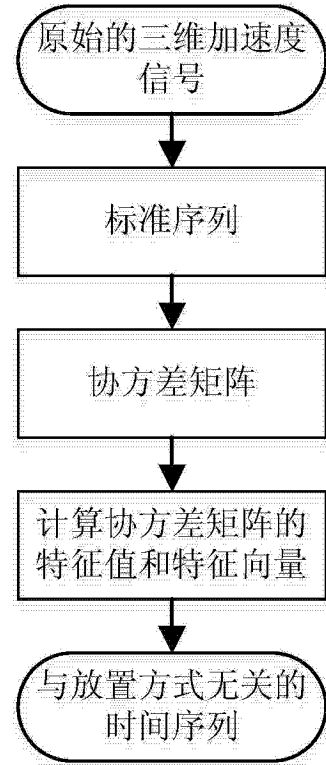 原始的三维加速度
信号
标准序列
协方差矩阵
计算协方差矩阵的
特征值和特征向量
与放置方式无关的
时间序列